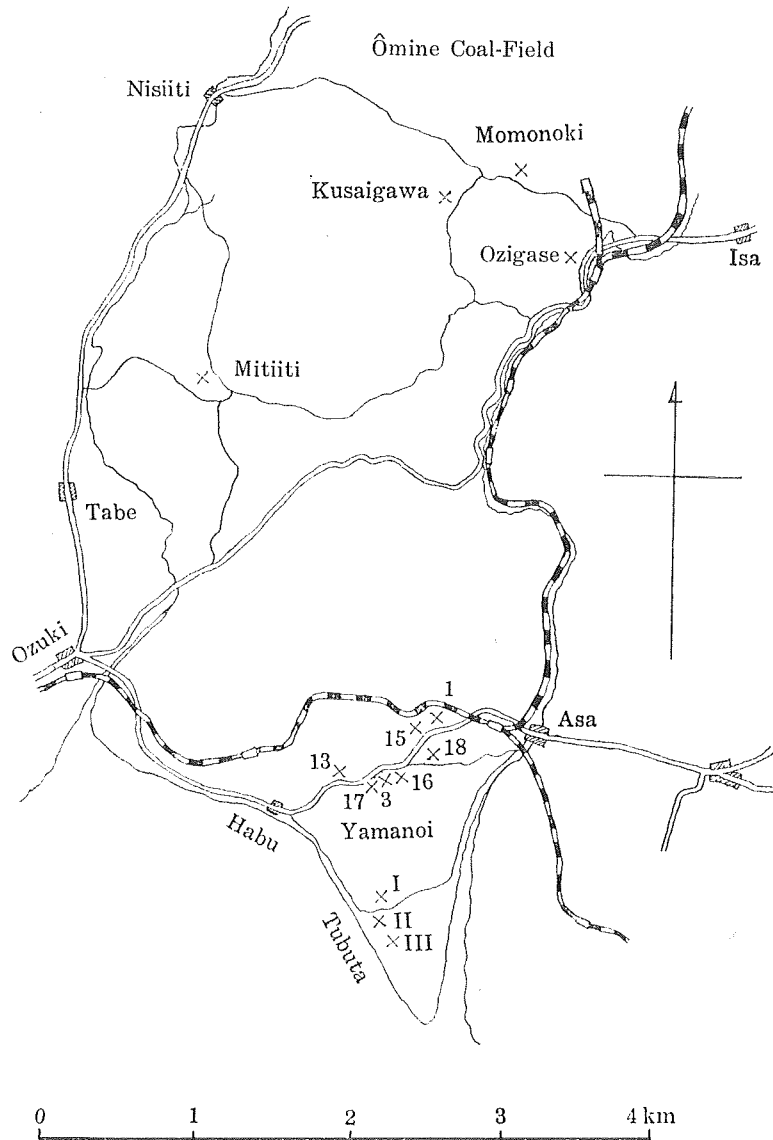 Ômine Coal-Field
Nisiiti
Momonoki
Kusaigawa
Ozigase
Isa
Mitiiti
Tabe
Ozuki
1
Asa
15
18
13
17
3
16
Habu
Yamanoi
I
II
III
Tubuta
0 1 2 3 4 km